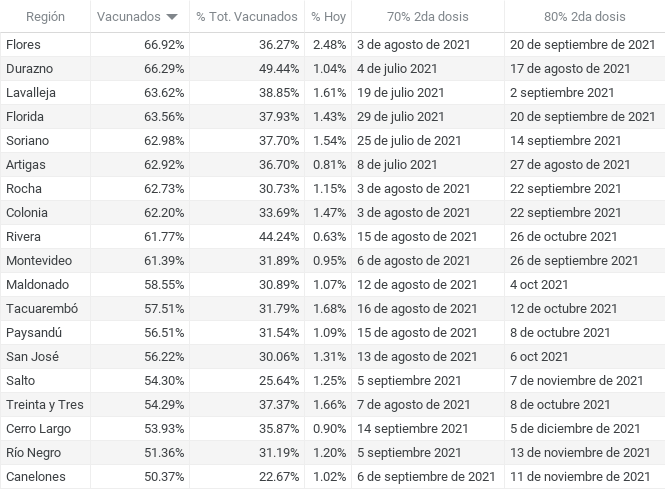 Región Vacunados % Tot. Vacunados % Hoy 70% 2da dosis 80% 2da dosis
Flores 66.92% 36.27% 2.48% 3 de agosto de 2021 20 de septiembre de 2021
Durazno 66.29% 49.44% 1.04% 4 de julio 2021 17 de agosto de 2021
Lavalleja 63.62% 38.85% 1.61% 19 de julio 2021 2 septiembre 2021
Florida 63.56% 37.93% 1.43% 29 de julio 2021 20 de septiembre de 2021
Soriano 62.98% 37.70% 1.54% 25 de julio de 2021 14 septiembre 2021
Artigas 62.92% 36.70% 0.81% 8 de julio 2021 27 de agosto de 2021
Rocha 62.73% 30.73% 1.15% 3 de agosto de 2021 22 septiembre 2021
Colonia 62.20% 33.69% 1.47% 3 de agosto de 2021 22 septiembre 2021
Rivera 61.77% 44.24% 0.63% 15 de agosto de 2021 26 de octubre 2021
Montevideo 61.39% 31.89% 0.95% 6 de agosto de 2021 26 de septiembre 2021
Maldonado 58.55% 30.89% 1.07% 12 de agosto de 2021 4 oct 2021
Tacuarembó 57.51% 31.79% 1.68% 16 de agosto de 2021 12 de octubre 2021
Paysandú 56.51% 31.54% 1.09% 15 de agosto de 2021 8 de octubre 2021
San José 56.22% 30.06% 1.31% 13 de agosto de 2021 6 oct 2021
Salto 54.30% 25.64% 1.25% 5 septiembre 2021 7 de noviembre de 2021
Treinta y Tres 54.29% 37.37% 1.66% 7 de agosto de 2021 8 de octubre 2021
Cerro Largo 53.93% 35.87% 0.90% 14 septiembre 2021 5 de diciembre de 2021
Río Negro 51.36% 31.19% 1.20% 5 septiembre 2021 13 de noviembre de 2021
Canelones 50.37% 22.67% 1.02% 6 de septiembre de 2021 11 de noviembre de 2021